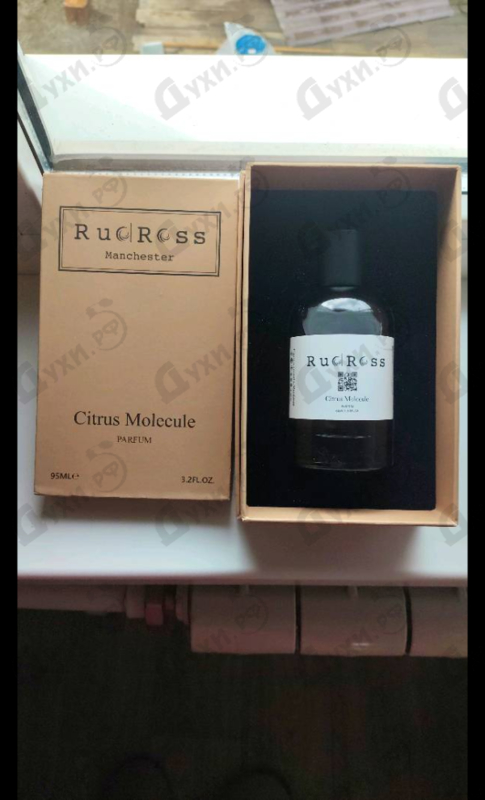 RudRoss
Manchester
Citrus Molecule
PARFUM
95ML℮
3.2FL.OZ.
RudRoss
Citrus Molecule
Духи.рф